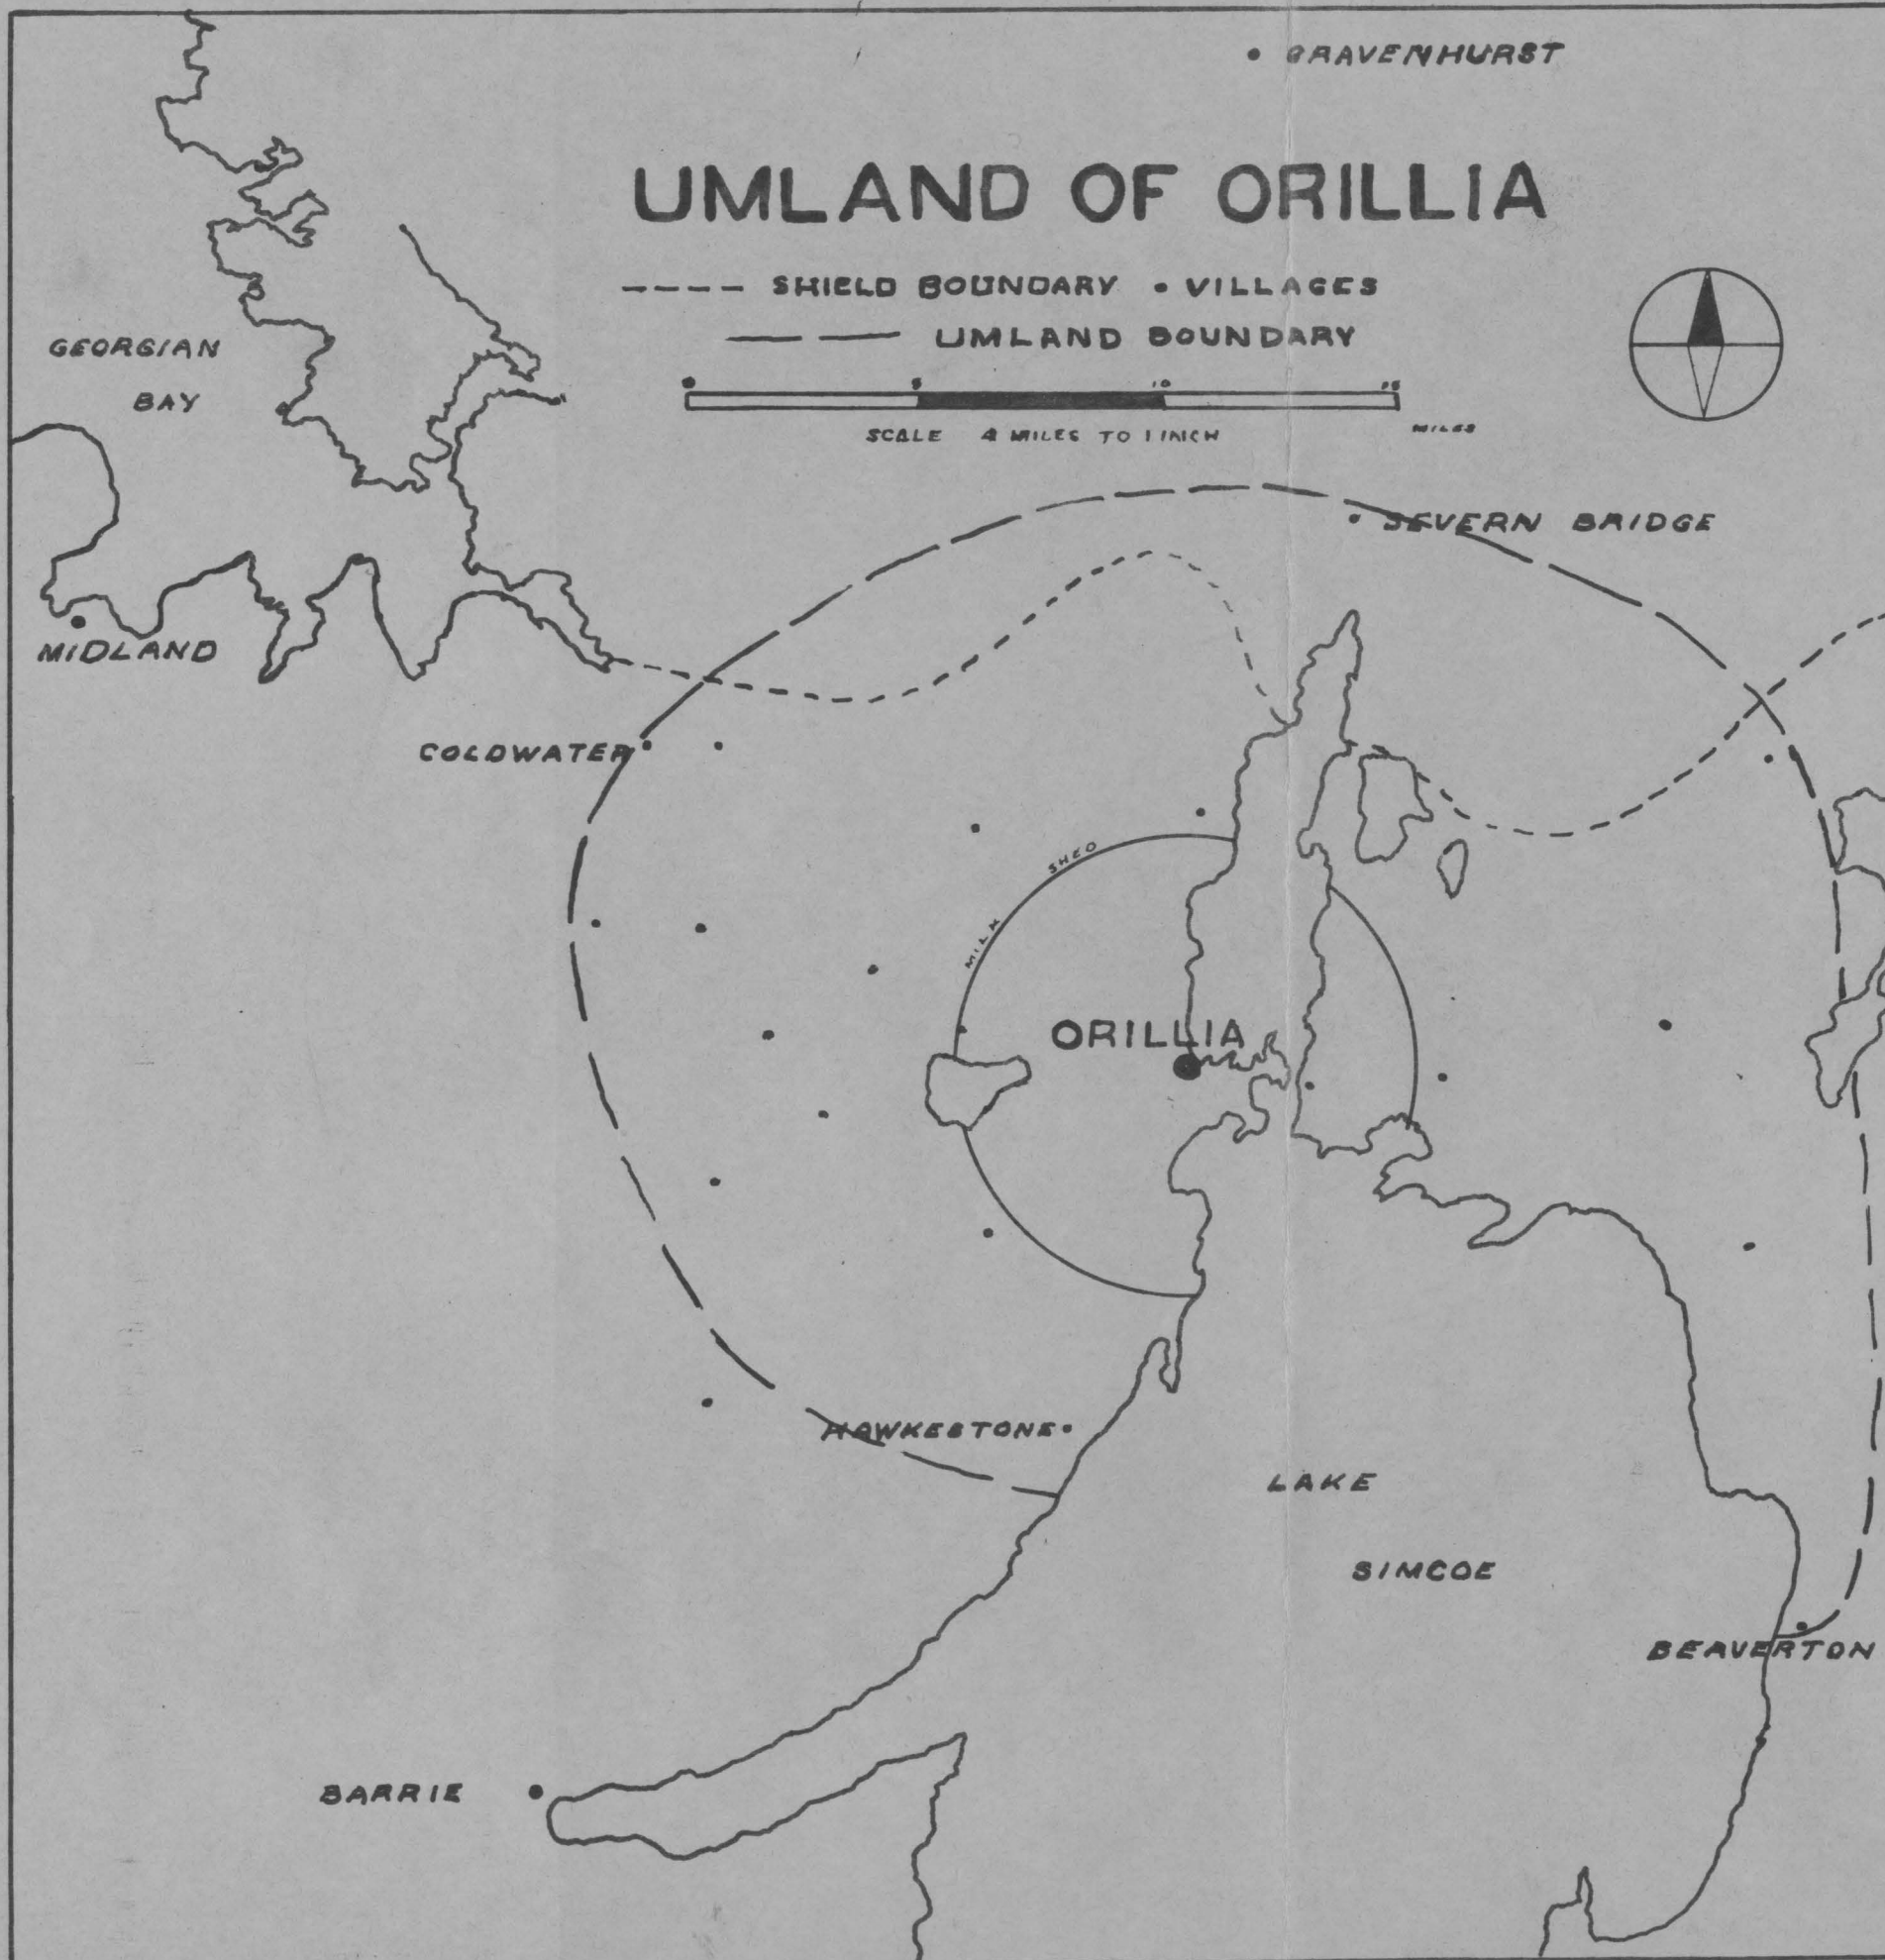 GRAVENHURST
UMLAND OF ORILLIA
SHIELD BOUNDARY • VILLAGES
UMLAND BOUNDARY
0 5 10 15
SCALE 4 MILES TO 1 INCH MILES
GEORGIAN
BAY
SEVERN BRIDGE
MIDLAND
COLDWATER
MILK SHED
ORILLIA
HAWKESTONE
LAKE
SIMCOE
BEAVERTON
BARRIE